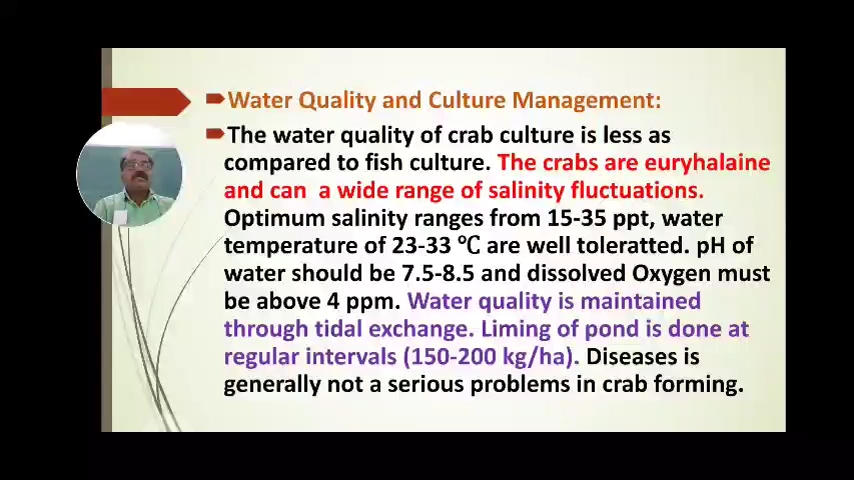 Water Quality and Culture Management:
The water quality of crab culture is less as
compared to fish culture. The crabs are euryhalaine
and can a wide range of salinity fluctuations.
Optimum salinity ranges from 15-35 ppt, water
temperature of 23-33 ℃ are well toleratted. pH of
water should be 7.5-8.5 and dissolved Oxygen must
be above 4 ppm. Water quality is maintained
through tidal exchange. Liming of pond is done at
regular intervals (150-200 kg/ha). Diseases is
generally not a serious problems in crab forming.